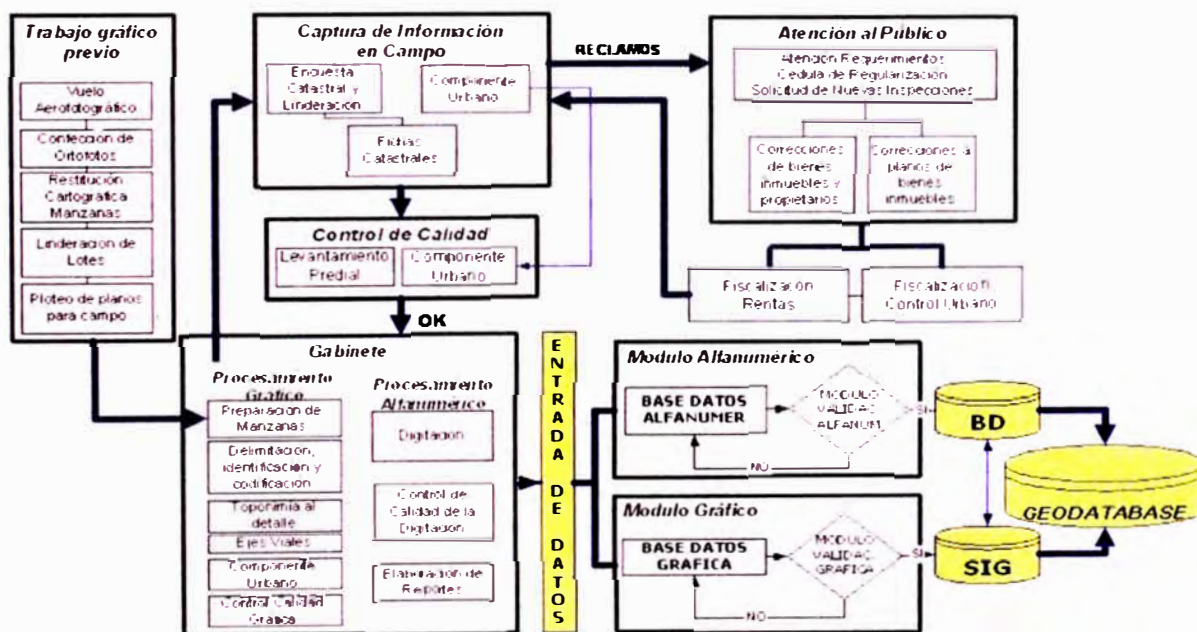 Trabajo gráfico
previo
Vuelo
Aerofotográfico
Confección de
Ortofotos
Restitución
Cartográfica
Manzanas
Linderación de
Lotes
Ploteo de planos
para campo
Captura de Información
en Campo
Encuesta
Catastral y
Linderación
Componente
Urbano
Fichas
Catastrales
RECLAMOS
Atención al Público
Atención Requerimientos
Cedula de Regularización
Solicitud de Nuevas Inspecciones
Correcciones
de bienes
inmuebles y
propietarios
Correcciones a
planos de
bienes
inmuebles
Control de Calidad
Levantamiento
Predial
Componente
Urbano
Fiscalización
Rentas
Fiscalización
Control Urbano
OK
Gabinete
Procesamiento
Gráfico
Preparación de
Manzanas
Delimitación,
identificación y
codificación
Toponimia al
detalle
Ejes Viales
Componente
Urbano
Control Calidad
Gráfica
Procesamiento
Alfanumérico
Digitación
Control de
Calidad de la
Digitación
Elaboración de
Reportes
ENTRADA DE DATOS
Modulo Alfanumérico
BASE DATOS
ALFANUMER
MODULO
VALIDAC.
ALFANUM
SI
NO
BD
Modulo Gráfico
BASE DATOS
GRAFICA
MODULO
VALIDAC.
GRAFICA
SI
NO
SIG
GEODATABASE